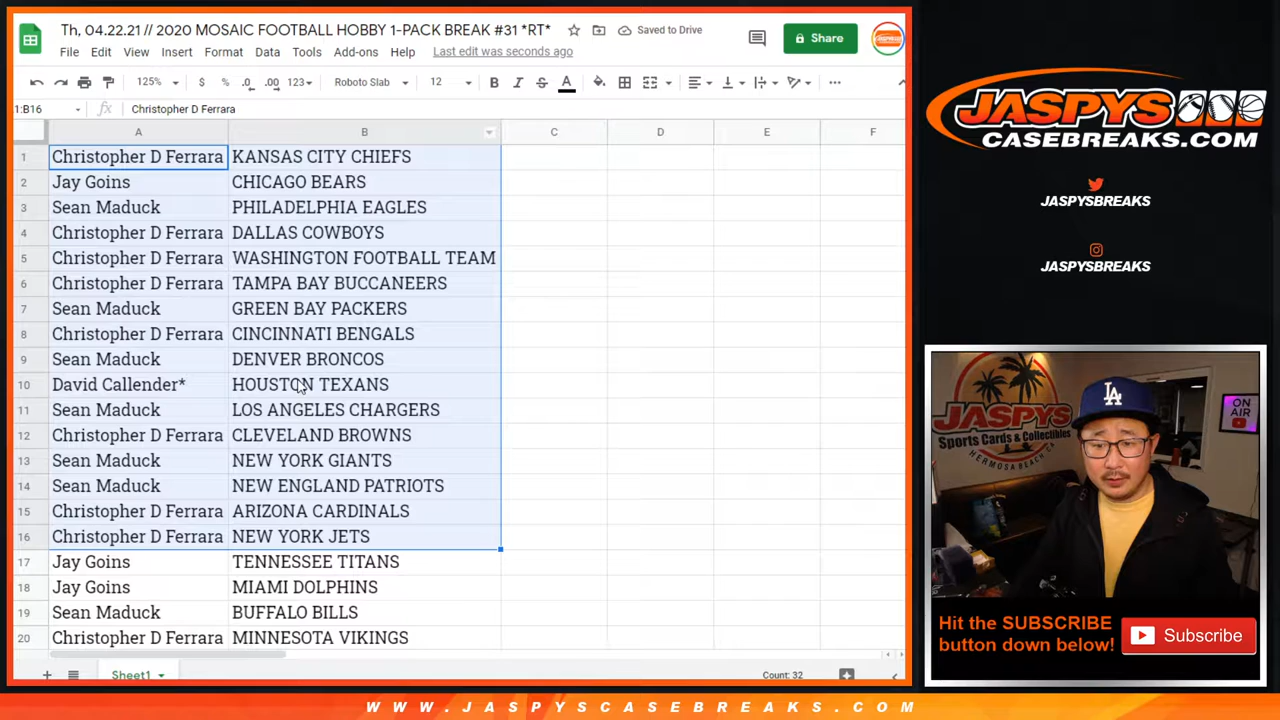 Th, 04.22.21 // 2020 MOSAIC FOOTBALL HOBBY 1-PACK BREAK #31 *RT*
Saved to Drive
Share
File Edit View Insert Format Data Tools Add-ons Help Last edit was seconds ago
125% $ % .0 .00 123 Roboto Slab 12 B I S A
1:B16 fx Christopher D Ferrara
A B C D E F
1 Christopher D Ferrara KANSAS CITY CHIEFS
2 Jay Goins CHICAGO BEARS
3 Sean Maduck PHILADELPHIA EAGLES
4 Christopher D Ferrara DALLAS COWBOYS
5 Christopher D Ferrara WASHINGTON FOOTBALL TEAM
6 Christopher D Ferrara TAMPA BAY BUCCANEERS
7 Sean Maduck GREEN BAY PACKERS
8 Christopher D Ferrara CINCINNATI BENGALS
9 Sean Maduck DENVER BRONCOS
10 David Callender* HOUSTON TEXANS
11 Sean Maduck LOS ANGELES CHARGERS
12 Christopher D Ferrara CLEVELAND BROWNS
13 Sean Maduck NEW YORK GIANTS
14 Sean Maduck NEW ENGLAND PATRIOTS
15 Christopher D Ferrara ARIZONA CARDINALS
16 Christopher D Ferrara NEW YORK JETS
17 Jay Goins TENNESSEE TITANS
18 Jay Goins MIAMI DOLPHINS
19 Sean Maduck BUFFALO BILLS
20 Christopher D Ferrara MINNESOTA VIKINGS
Sheet1 Count: 32
JASPYS
CASEBREAKS.COM
JASPYSBREAKS
JASPYSBREAKS
JASPYS
Sports Cards & Collectibles
HERMOSA BEACH
LA
ON
AIR
Hit the SUBSCRIBE
button down below!
Subscribe
WWW.JASPYSCASEBREAKS.COM